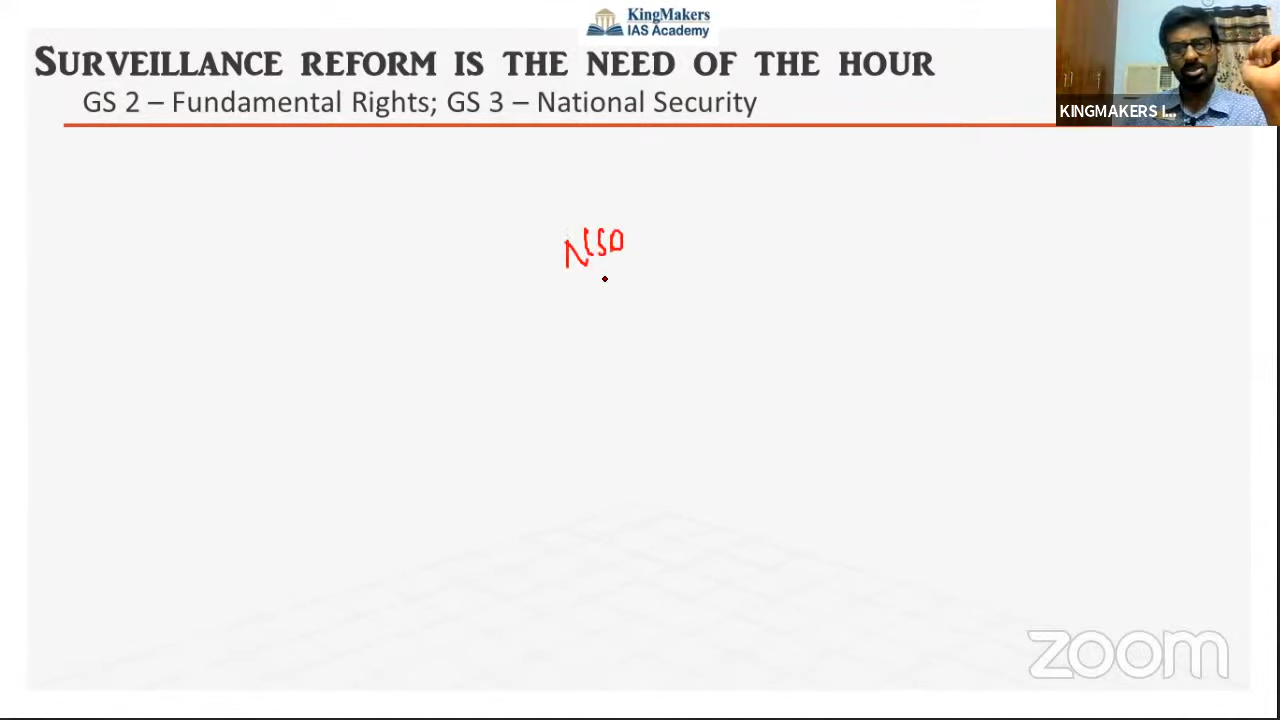 KingMakers
IAS Academy
SURVEILLANCE REFORM IS THE NEED OF THE HOUR
GS 2 – Fundamental Rights; GS 3 – National Security
KINGMAKERS I...
zoom